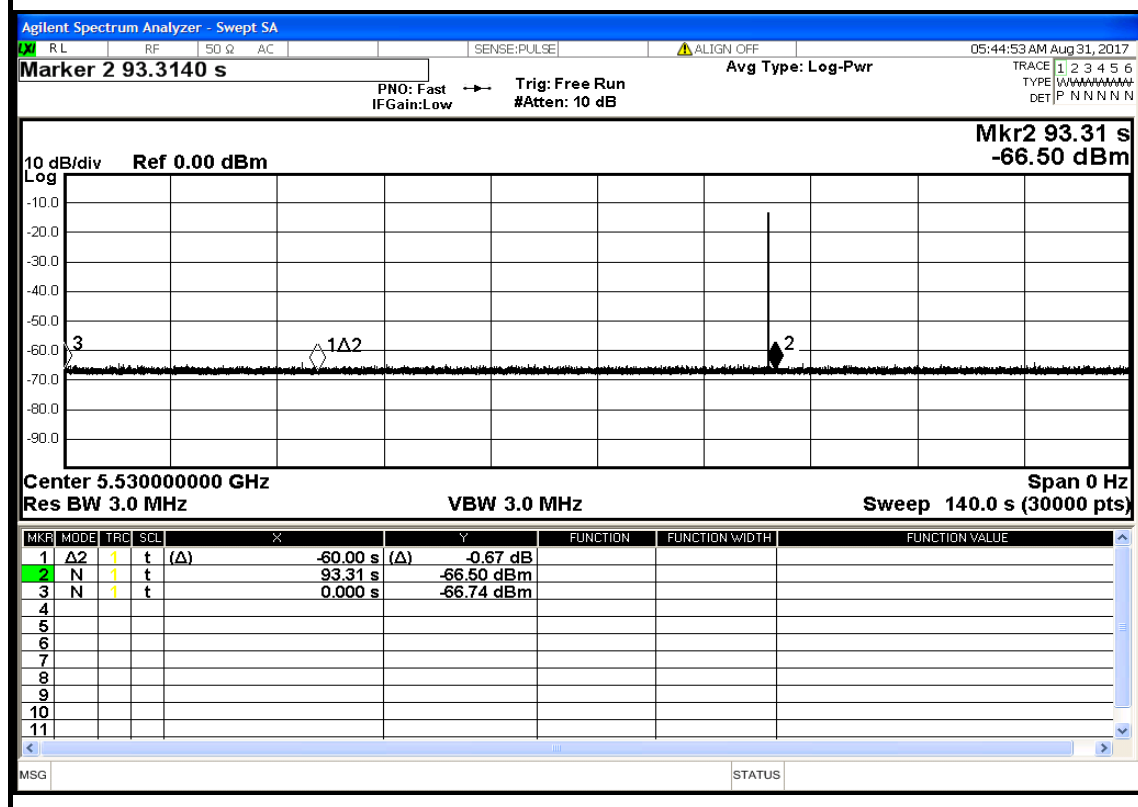 Agilent Spectrum Analyzer - Swept SA
LXI RL RF 50 Ω AC SENSE:PULSE ALIGN OFF 05:44:53 AM Aug 31, 2017
Marker 2 93.3140 s
PNO: Fast
IFGain:Low
Trig: Free Run
#Atten: 10 dB
Avg Type: Log-Pwr
TRACE 1 2 3 4 5 6
TYPE WWWWWW
DET P N N N N N
Mkr2 93.31 s
-66.50 dBm
10 dB/div Ref 0.00 dBm
Log
-10.0
-20.0
-30.0
-40.0
-50.0
-60.0
-70.0
-80.0
-90.0
3
1Δ2
2
Center 5.530000000 GHz Span 0 Hz
Res BW 3.0 MHz VBW 3.0 MHz Sweep 140.0 s (30000 pts)
MKR MODE TRC SCL X Y FUNCTION FUNCTION WIDTH FUNCTION VALUE
1 Δ2 1 t (Δ) -60.00 s (Δ) -0.67 dB
2 N 1 t 93.31 s -66.50 dBm
3 N 1 t 0.000 s -66.74 dBm
4
5
6
7
8
9
10
11
MSG STATUS